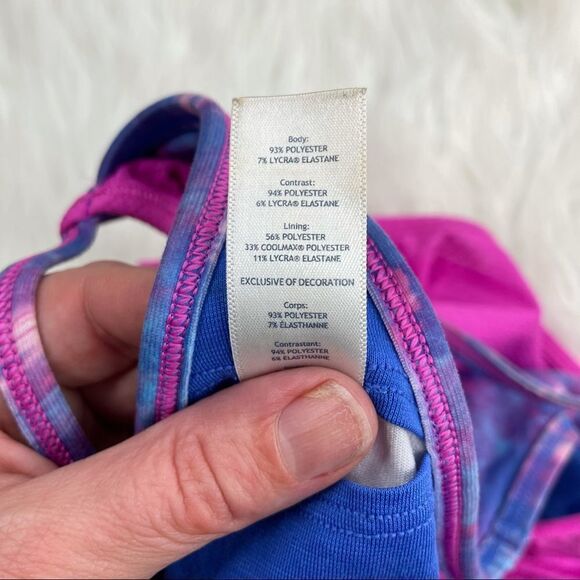 Body:
93% POLYESTER
7% LYCRA® ELASTANE
Contrast:
94% POLYESTER
6% LYCRA® ELASTANE
Lining:
56% POLYESTER
33% COOLMAX® POLYESTER
11% LYCRA® ELASTANE
EXCLUSIVE OF DECORATION
Corps:
93% POLYESTER
7% ÉLASTHANNE
Contrastant:
94% POLYESTER
6% ÉLASTHANNE